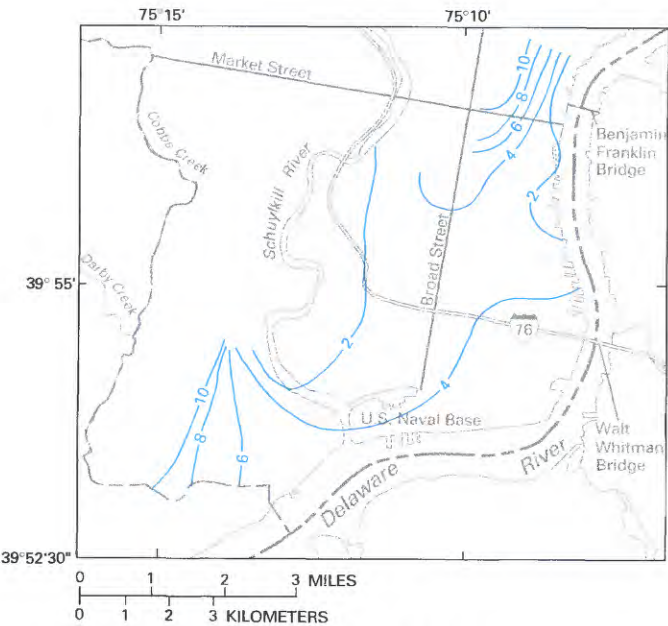 75°15'
75°10'
Market Street
10
8
6
4
2
Cobbs Creek
Benjamin
Franklin
Bridge
Schuylkill River
Broad Street
Darby Creek
39° 55'
76
2
4
10
8
6
U.S. Naval Base
Walt
Whitman
Bridge
Delaware River
39°52'30"
0 1 2 3 MILES
0 1 2 3 KILOMETERS